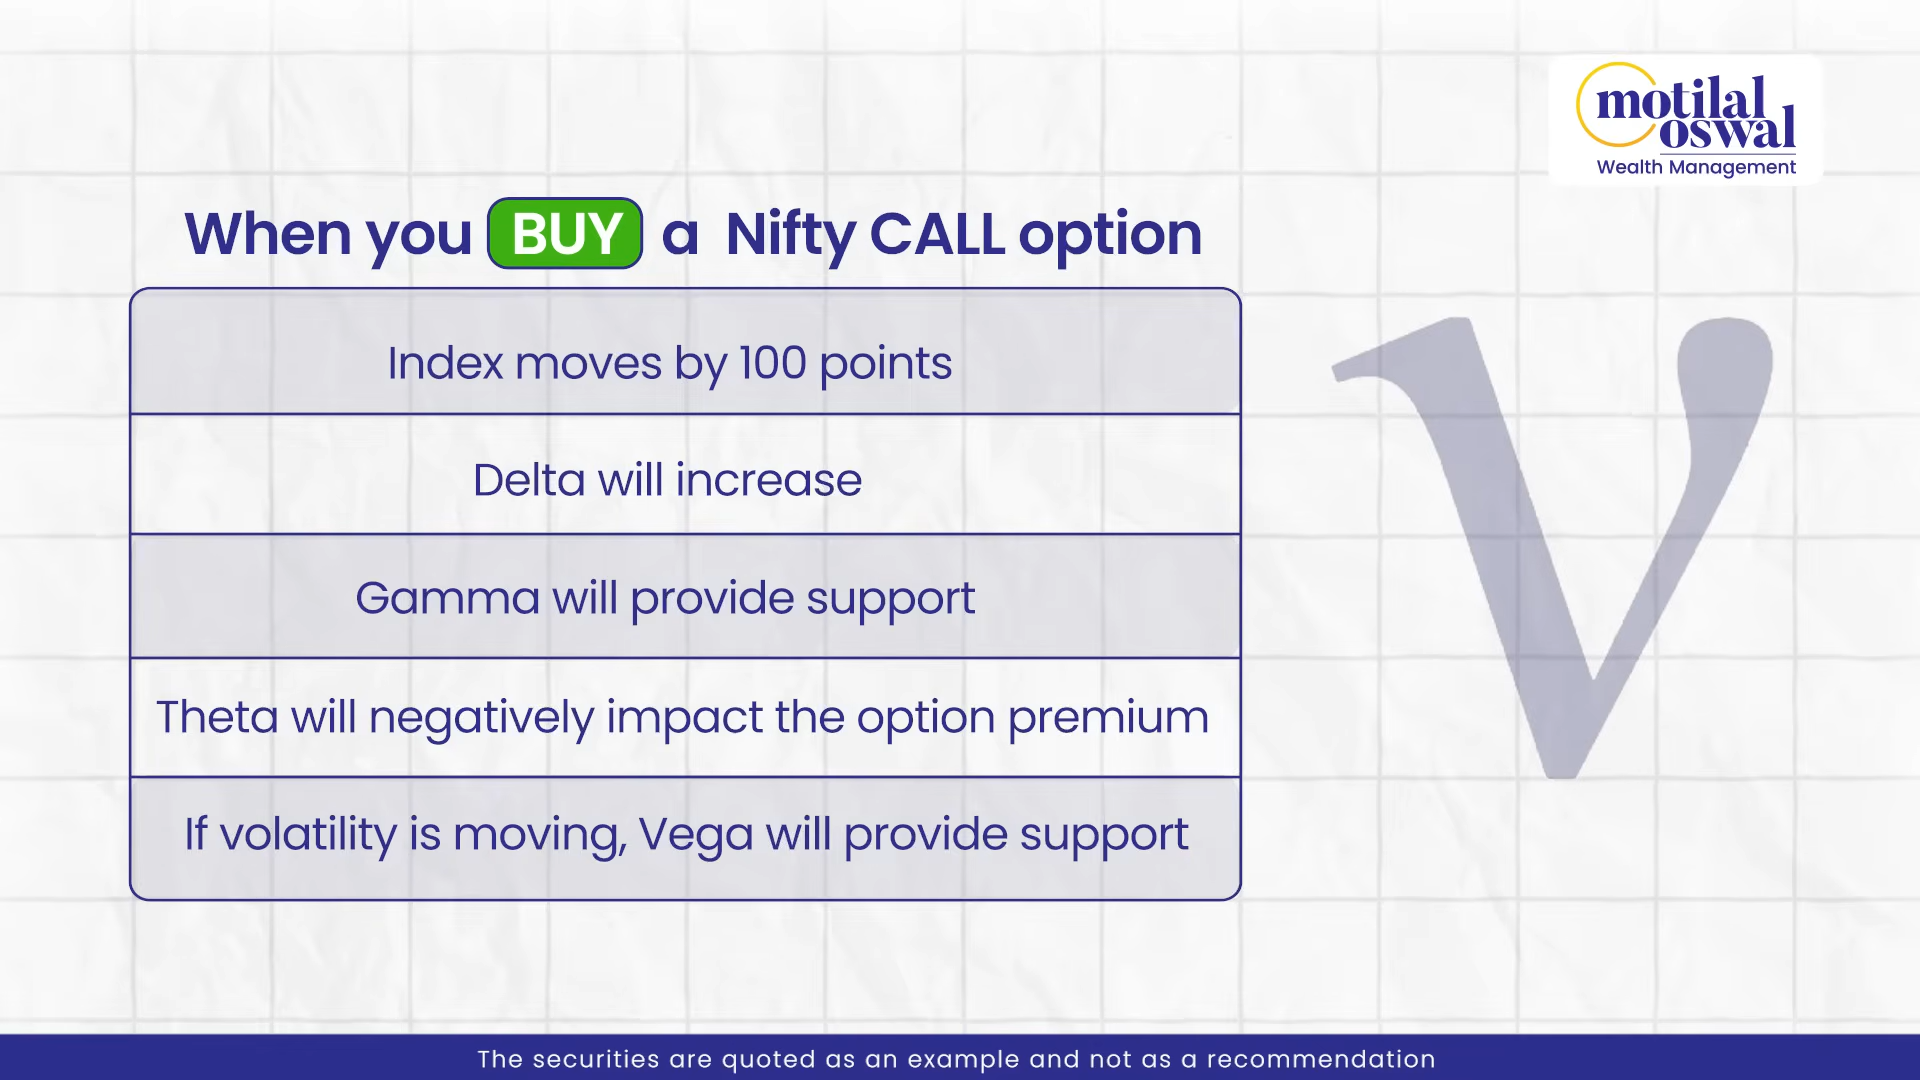 motilal
oswal
Wealth Management
When you BUY a Nifty CALL option
Index moves by 100 points
Delta will increase
Gamma will provide support
Theta will negatively impact the option premium
If volatility is moving, Vega will provide support
ν
The securities are quoted as an example and not as a recommendation